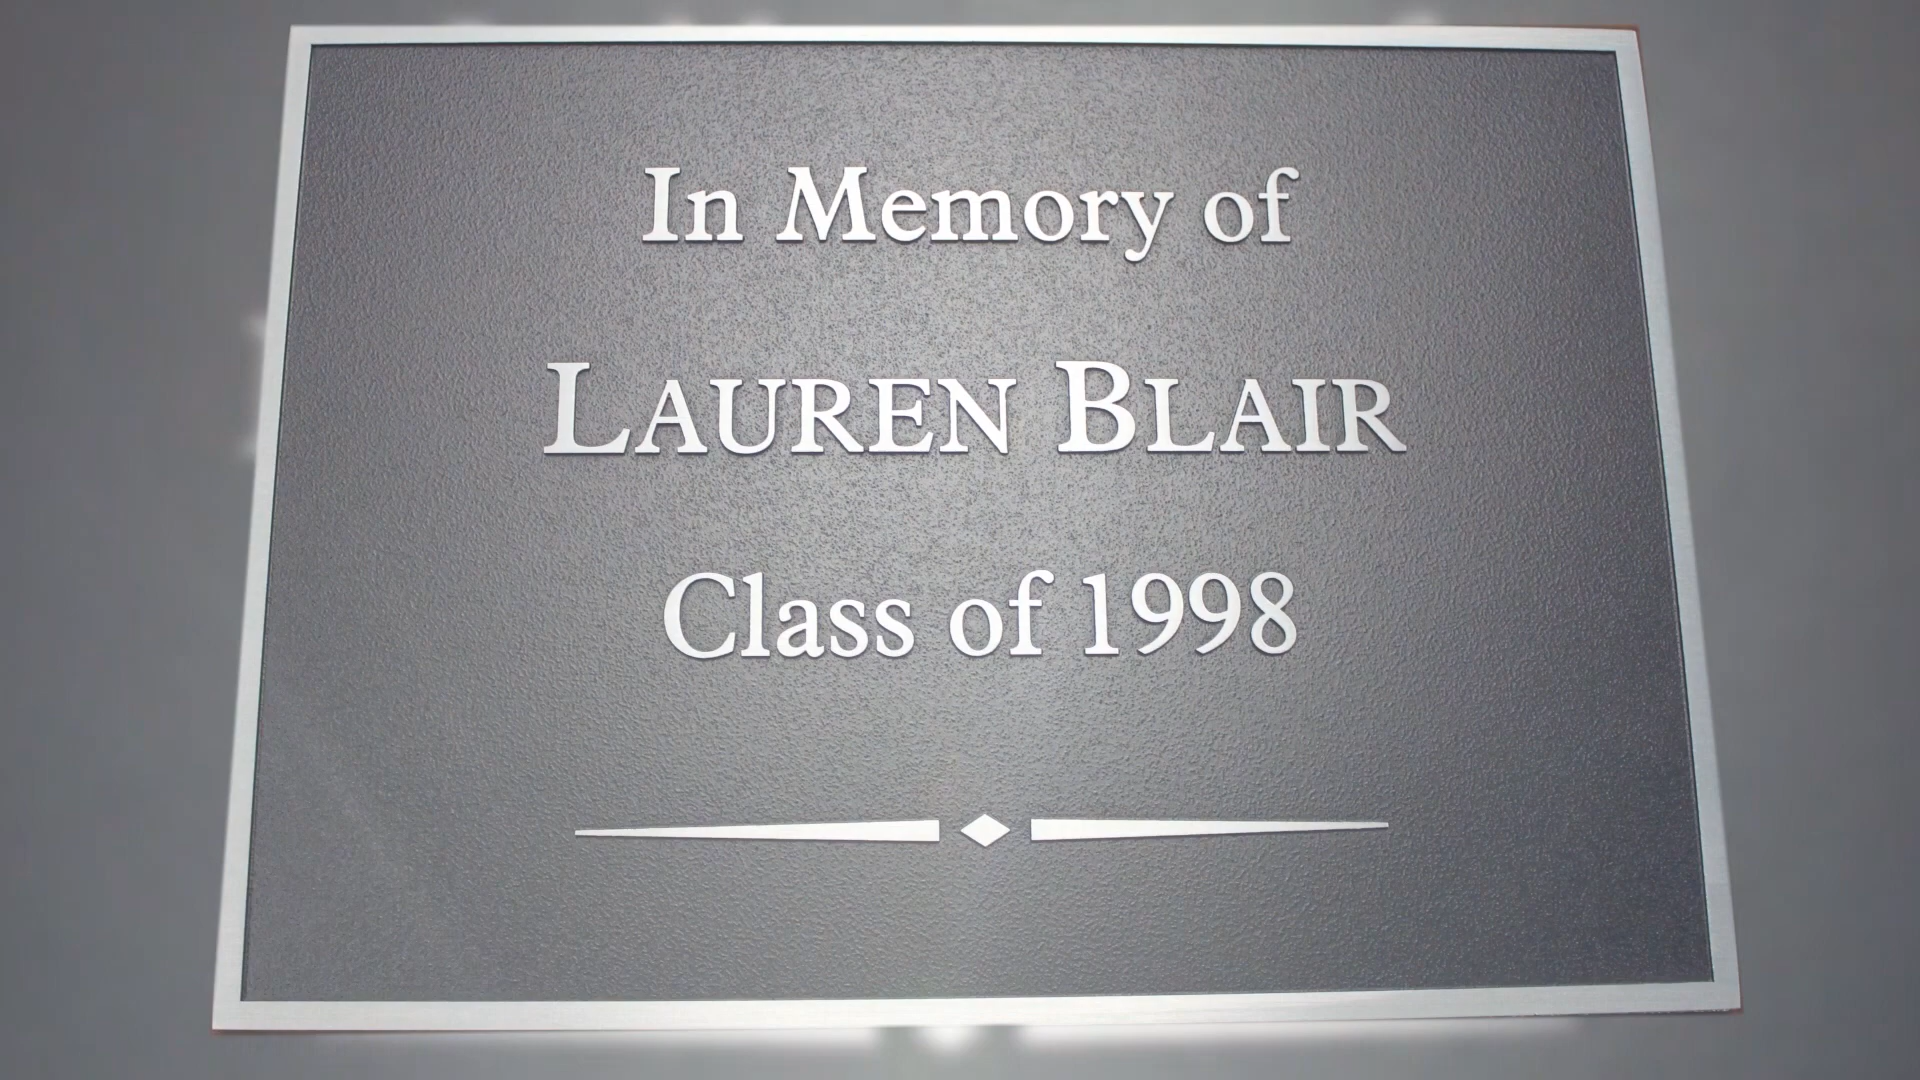 In Memory of
LAUREN BLAIR
Class of 1998